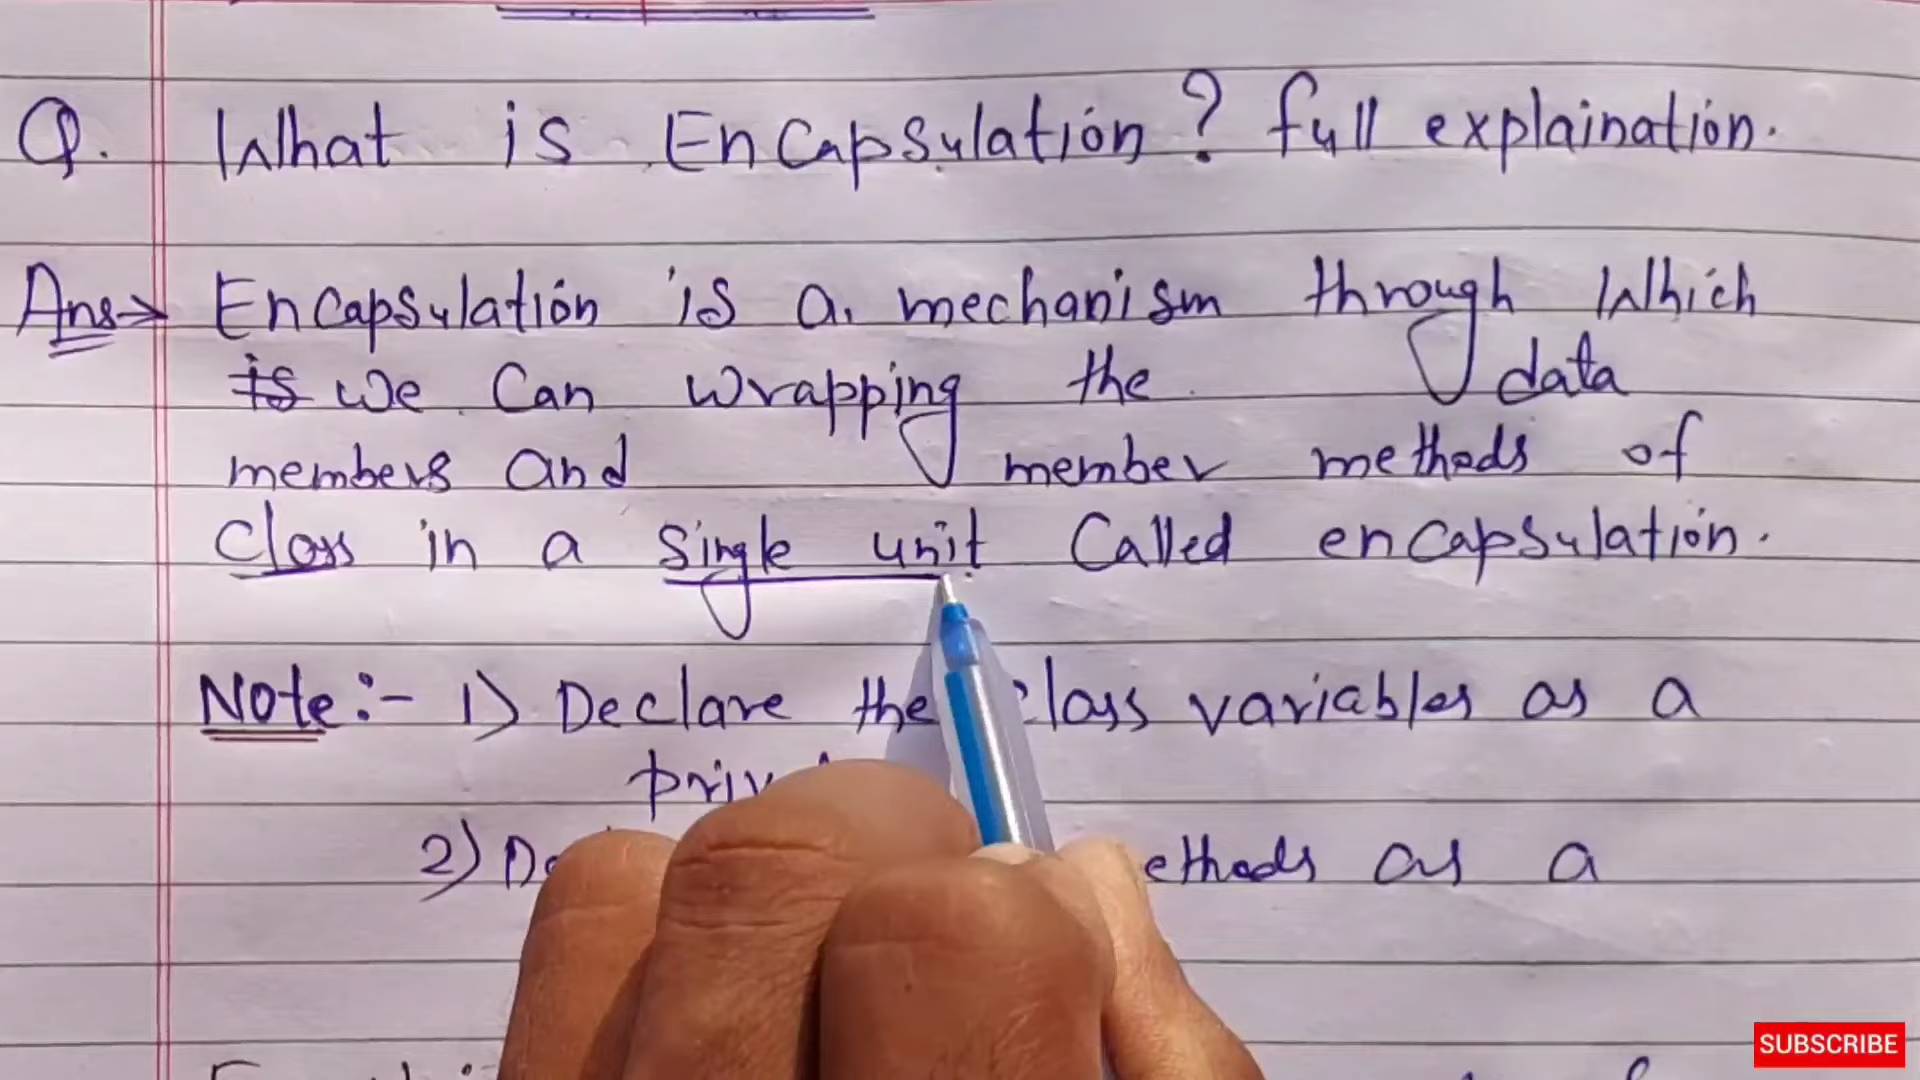 Q. What is Encapsulation? full explaination.
Ans→ Encapsulation is a mechanism through Which
is we can wrapping the data
members and member methods of
class in a single unit called encapsulation.
Note:- 1) Declare the class variables as a
2) ethods as a
SUBSCRIBE